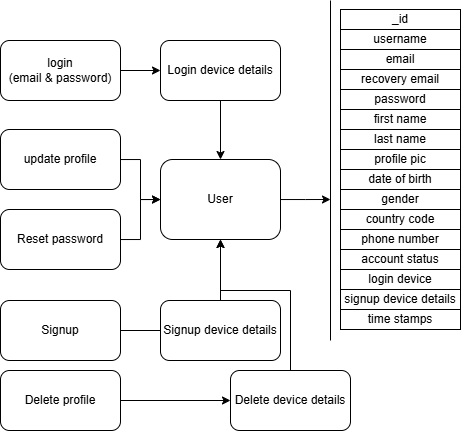 login
(email & password)
Login device details
update profile
User
Reset password
Signup
Signup device details
Delete profile
Delete device details
_id
username
email
recovery email
password
first name
last name
profile pic
date of birth
gender
country code
phone number
account status
login device
signup device details
time stamps